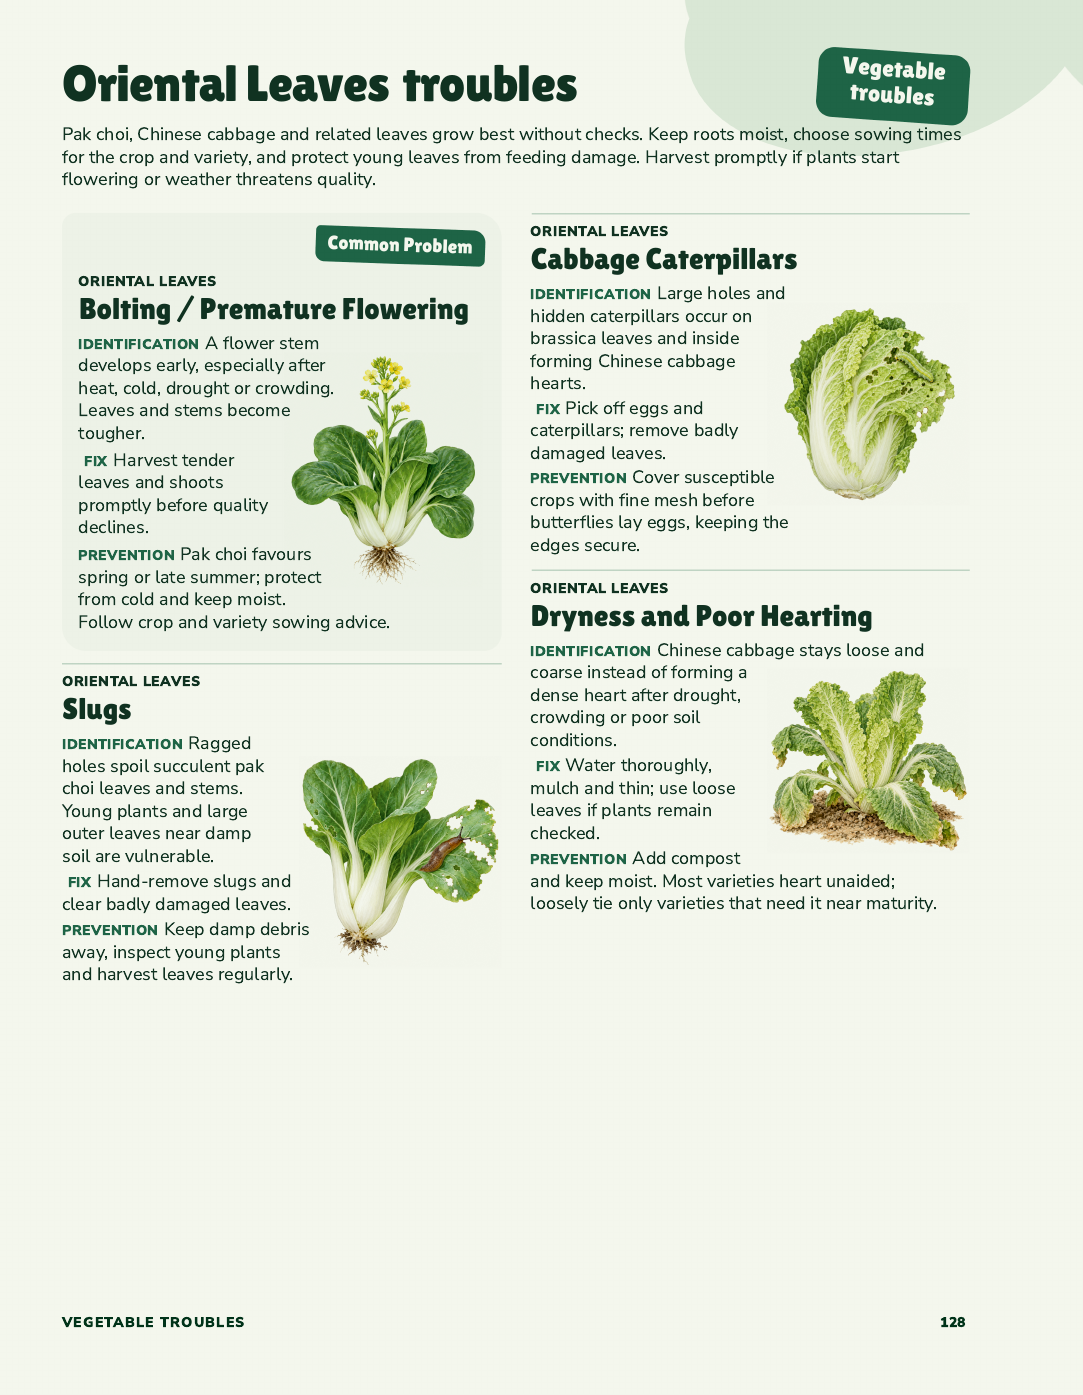 Oriental Leaves troubles
Vegetable
troubles
Pak choi, Chinese cabbage and related leaves grow best without checks. Keep roots moist, choose sowing times
for the crop and variety, and protect young leaves from feeding damage. Harvest promptly if plants start
flowering or weather threatens quality.
Common Problem
ORIENTAL LEAVES
Bolting / Premature Flowering
IDENTIFICATION A flower stem
develops early, especially after
heat, cold, drought or crowding.
Leaves and stems become
tougher.
FIX Harvest tender
leaves and shoots
promptly before quality
declines.
PREVENTION Pak choi favours
spring or late summer; protect
from cold and keep moist.
Follow crop and variety sowing advice.
ORIENTAL LEAVES
Slugs
IDENTIFICATION Ragged
holes spoil succulent pak
choi leaves and stems.
Young plants and large
outer leaves near damp
soil are vulnerable.
FIX Hand-remove slugs and
clear badly damaged leaves.
PREVENTION Keep damp debris
away, inspect young plants
and harvest leaves regularly.
ORIENTAL LEAVES
Cabbage Caterpillars
IDENTIFICATION Large holes and
hidden caterpillars occur on
brassica leaves and inside
forming Chinese cabbage
hearts.
FIX Pick off eggs and
caterpillars; remove badly
damaged leaves.
PREVENTION Cover susceptible
crops with fine mesh before
butterflies lay eggs, keeping the
edges secure.
ORIENTAL LEAVES
Dryness and Poor Hearting
IDENTIFICATION Chinese cabbage stays loose and
coarse instead of forming a
dense heart after drought,
crowding or poor soil
conditions.
FIX Water thoroughly,
mulch and thin; use loose
leaves if plants remain
checked.
PREVENTION Add compost
and keep moist. Most varieties heart unaided;
loosely tie only varieties that need it near maturity.
VEGETABLE TROUBLES
128